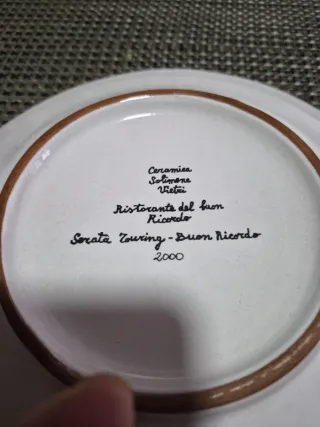 Ceramica
Solimene
Vietri
Ristorante del buon
Ricordo
Serata Touring - Buon Ricordo
2000